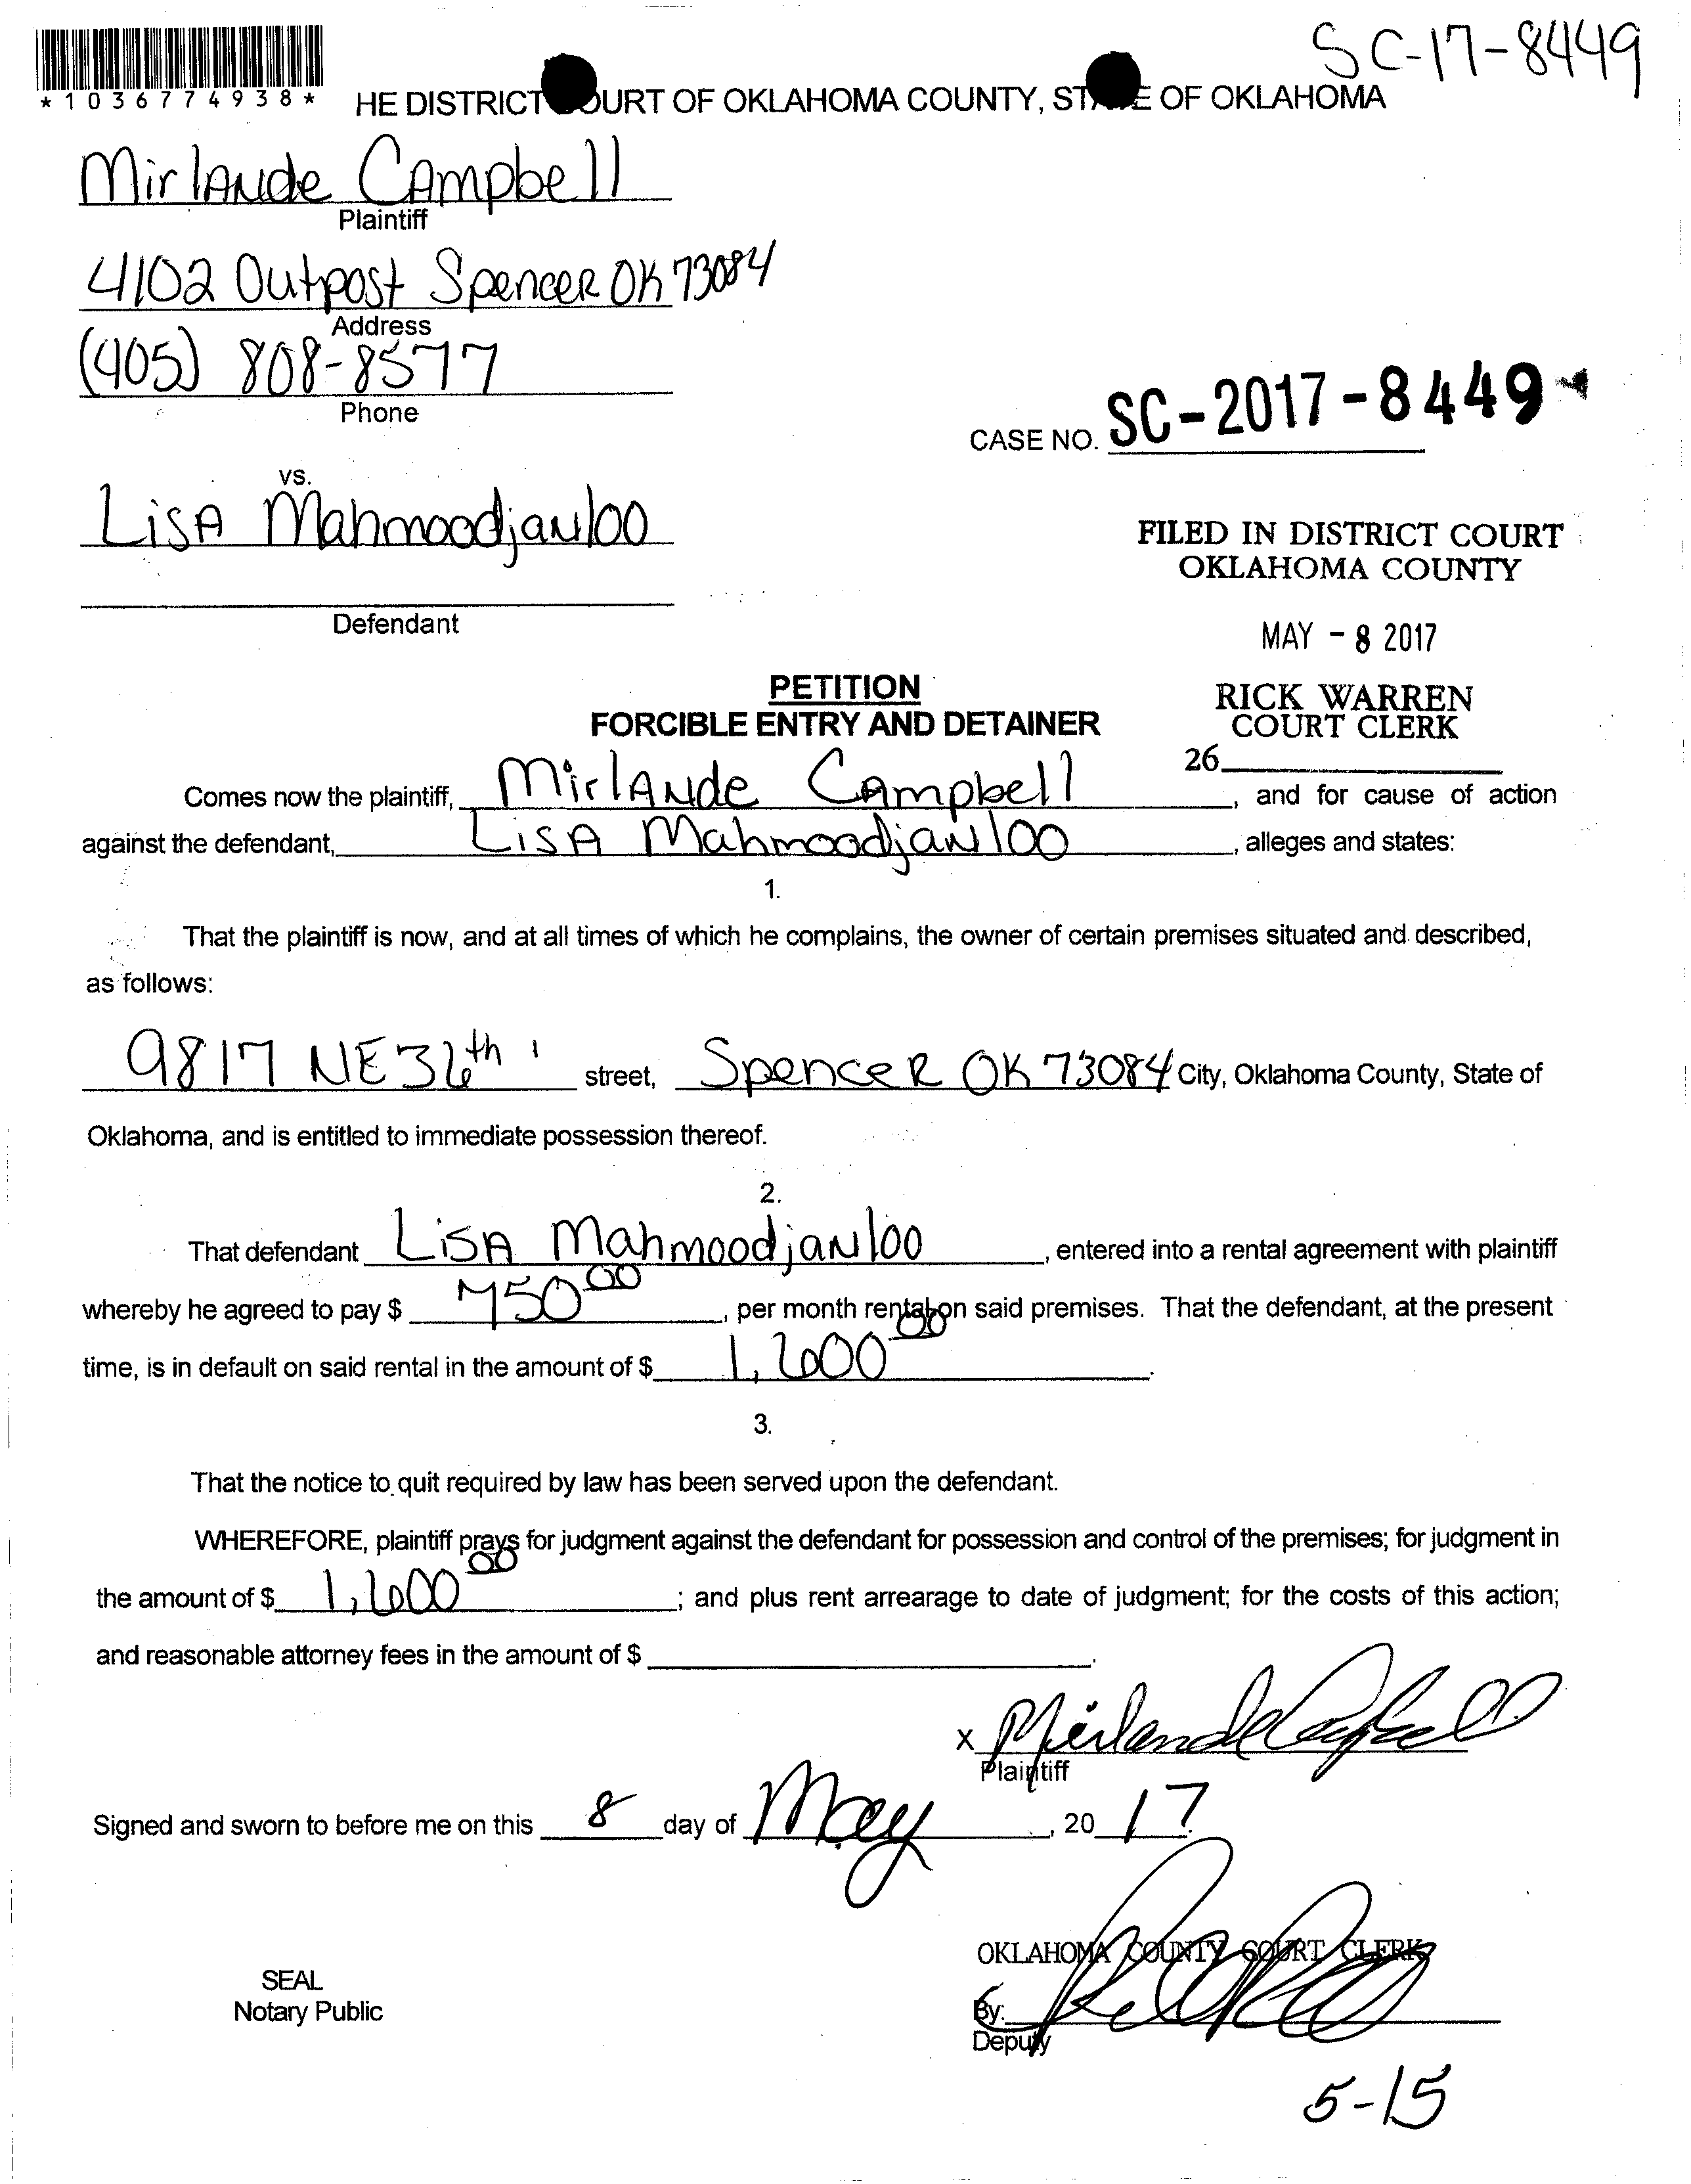 SC-17-8449
*1036774938*
HE DISTRICT COURT OF OKLAHOMA COUNTY, STATE OF OKLAHOMA
Mirlande Campbell
Plaintiff
4102 Outpost Spencer OK 73084
Address
(405) 808-8577
Phone
CASE NO. SC-2017-8449
vs.
Lisa Mahmoodjanloo
Defendant
FILED IN DISTRICT COURT
OKLAHOMA COUNTY
MAY - 8 2017
RICK WARREN
COURT CLERK
26
PETITION
FORCIBLE ENTRY AND DETAINER
Comes now the plaintiff, Mirlande Campbell, and for cause of action
against the defendant, Lisa Mahmoodjanloo, alleges and states:
1.
That the plaintiff is now, and at all times of which he complains, the owner of certain premises situated and described,
as follows:
9817 NE 36th street, Spencer OK 73084 City, Oklahoma County, State of
Oklahoma, and is entitled to immediate possession thereof.
2.
That defendant Lisa Mahmoodjanloo, entered into a rental agreement with plaintiff
whereby he agreed to pay $ 750 00, per month rental on said premises. That the defendant, at the present
time, is in default on said rental in the amount of $ 1,600 00.
3.
That the notice to quit required by law has been served upon the defendant.
WHEREFORE, plaintiff prays for judgment against the defendant for possession and control of the premises; for judgment in
the amount of $ 1,600 00; and plus rent arrearage to date of judgment; for the costs of this action;
and reasonable attorney fees in the amount of $
x Mirlande Campbell
Plaintiff
Signed and sworn to before me on this 8 day of May, 20 17.
OKLAHOMA COUNTY COURT CLERK
SEAL
Notary Public
By:
Deputy
5-15